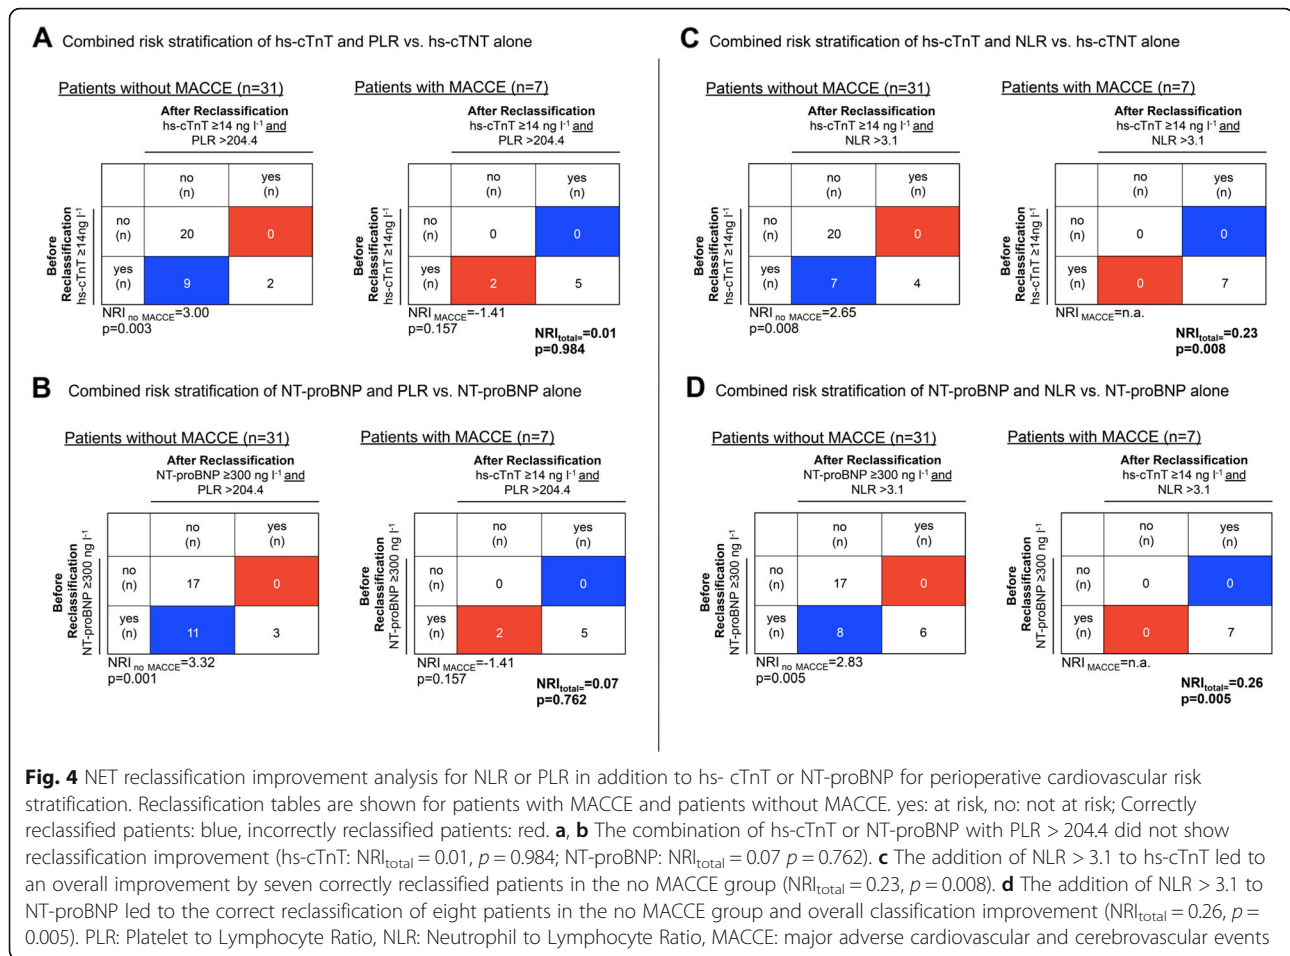 A Combined risk stratification of hs-cTnT and PLR vs. hs-cTNT alone
Patients without MACCE (n=31)
After Reclassification
hs-cTnT ≥14 ng l-1 and
PLR >204.4
no
(n)
yes
(n)
Before
Reclassification
hs-cTnT ≥14ng l-1
no
(n)
20
0
yes
(n)
9
2
NRI no MACCE=3.00
p=0.003
Patients with MACCE (n=7)
After Reclassification
hs-cTnT ≥14 ng l-1 and
PLR >204.4
no
(n)
yes
(n)
Before
Reclassification
hs-cTnT ≥14ng l-1
no
(n)
0
0
yes
(n)
2
5
NRI MACCE=-1.41
p=0.157
NRItotal==0.01
p=0.984
B Combined risk stratification of NT-proBNP and PLR vs. NT-proBNP alone
Patients without MACCE (n=31)
After Reclassification
NT-proBNP ≥300 ng l-1 and
PLR >204.4
no
(n)
yes
(n)
Before
Reclassification
NT-proBNP ≥300 ng l-1
no
(n)
17
0
yes
(n)
11
3
NRI no MACCE=3.32
p=0.001
Patients with MACCE (n=7)
After Reclassification
hs-cTnT ≥14 ng l-1 and
PLR >204.4
no
(n)
yes
(n)
Before
Reclassification
NT-proBNP ≥300 ng l-1
no
(n)
0
0
yes
(n)
2
5
NRI MACCE=-1.41
p=0.157
NRItotal==0.07
p=0.762
C Combined risk stratification of hs-cTnT and NLR vs. hs-cTNT alone
Patients without MACCE (n=31)
After Reclassification
hs-cTnT ≥14 ng l-1 and
NLR >3.1
no
(n)
yes
(n)
Before
Reclassification
hs-cTnT ≥14ng l-1
no
(n)
20
0
yes
(n)
7
4
NRI no MACCE=2.65
p=0.008
Patients with MACCE (n=7)
After Reclassification
hs-cTnT ≥14 ng l-1 and
NLR >3.1
no
(n)
yes
(n)
Before
Reclassification
hs-cTnT ≥14ng l-1
no
(n)
0
0
yes
(n)
0
7
NRI MACCE=n.a.
NRItotal==0.23
p=0.008
D Combined risk stratification of NT-proBNP and NLR vs. NT-proBNP alone
Patients without MACCE (n=31)
After Reclassification
NT-proBNP ≥300 ng l-1 and
NLR >3.1
no
(n)
yes
(n)
Before
Reclassification
NT-proBNP ≥300 ng l-1
no
(n)
17
0
yes
(n)
8
6
NRI no MACCE=2.83
p=0.005
Patients with MACCE (n=7)
After Reclassification
hs-cTnT ≥14 ng l-1 and
NLR >3.1
no
(n)
yes
(n)
Before
Reclassification
NT-proBNP ≥300 ng l-1
no
(n)
0
0
yes
(n)
0
7
NRI MACCE=n.a.
NRItotal==0.26
p=0.005
Fig. 4 NET reclassification improvement analysis for NLR or PLR in addition to hs- cTnT or NT-proBNP for perioperative cardiovascular risk
stratification. Reclassification tables are shown for patients with MACCE and patients without MACCE. yes: at risk, no: not at risk; Correctly
reclassified patients: blue, incorrectly reclassified patients: red. a, b The combination of hs-cTnT or NT-proBNP with PLR > 204.4 did not show
reclassification improvement (hs-cTnT: NRItotal = 0.01, p = 0.984; NT-proBNP: NRItotal = 0.07 p = 0.762). c The addition of NLR > 3.1 to hs-cTnT led to
an overall improvement by seven correctly reclassified patients in the no MACCE group (NRItotal = 0.23, p = 0.008). d The addition of NLR > 3.1 to
NT-proBNP led to the correct reclassification of eight patients in the no MACCE group and overall classification improvement (NRItotal = 0.26, p =
0.005). PLR: Platelet to Lymphocyte Ratio, NLR: Neutrophil to Lymphocyte Ratio, MACCE: major adverse cardiovascular and cerebrovascular events